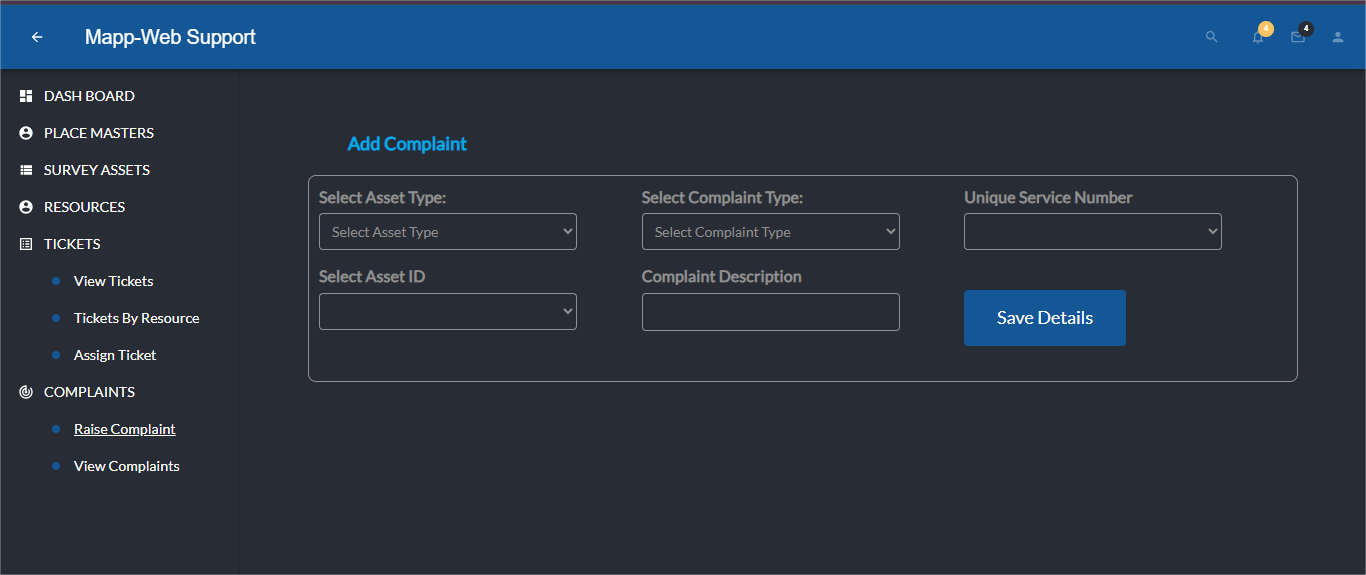 Mapp-Web Support
4
4
DASH BOARD
PLACE MASTERS
SURVEY ASSETS
RESOURCES
TICKETS
View Tickets
Tickets By Resource
Assign Ticket
COMPLAINTS
Raise Complaint
View Complaints
Add Complaint
Select Asset Type:
Select Complaint Type:
Unique Service Number
Select Asset Type
Select Complaint Type
Select Asset ID
Complaint Description
Save Details